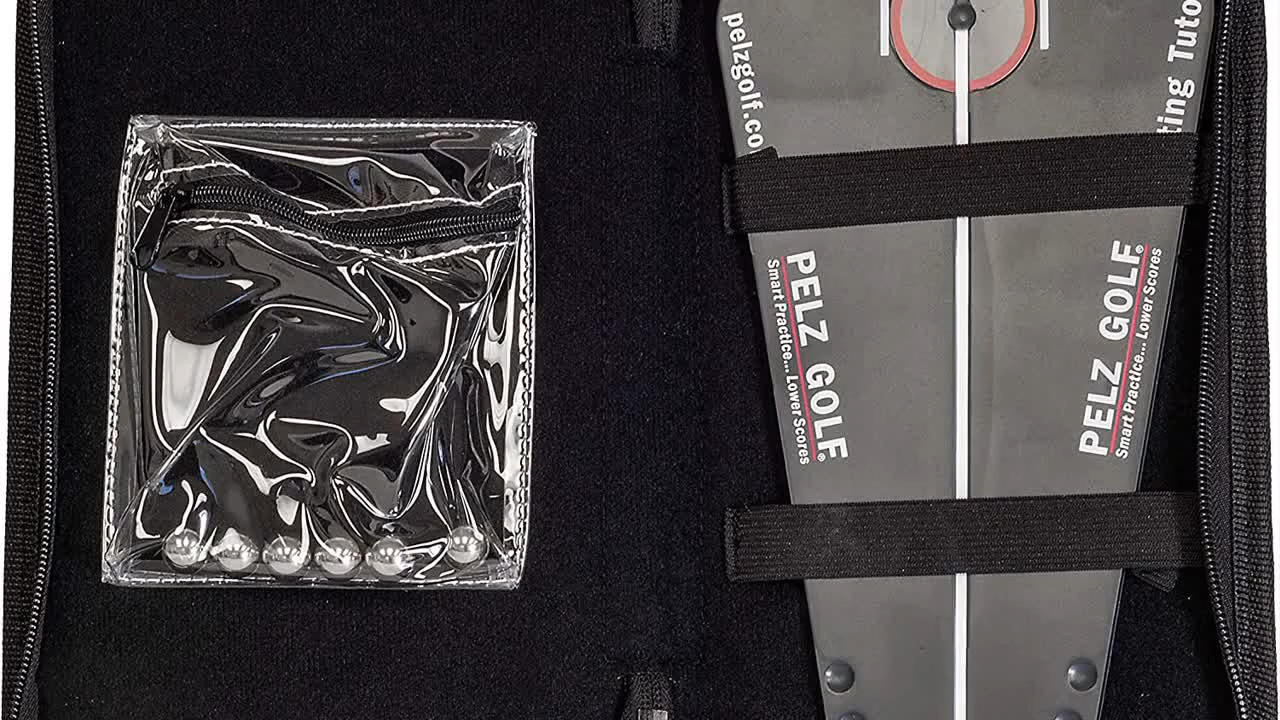 pelzgolf.co
ting Tuto
PELZ GOLF®
Smart Practice... Lower Scores
PELZ GOLF®
Smart Practice... Lower Scores